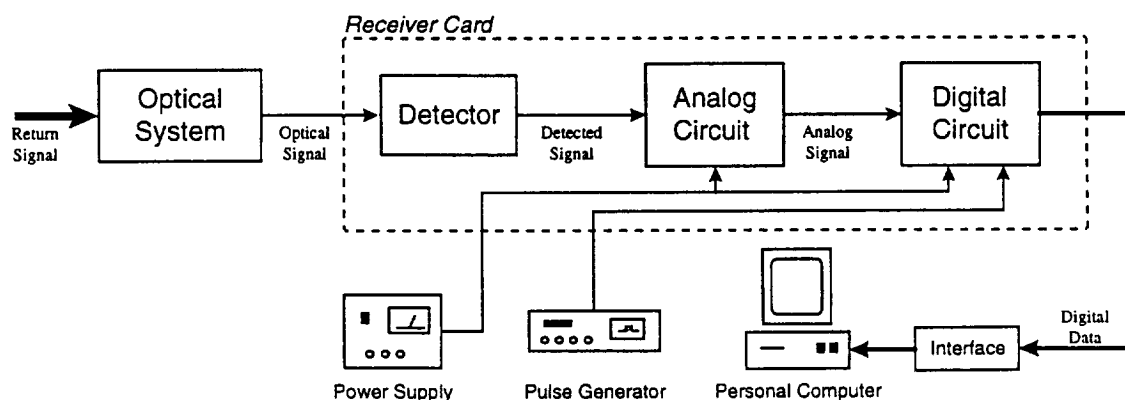 Receiver Card
Optical
System
Detector
Analog
Circuit
Digital
Circuit
Return
Signal
Optical
Signal
Detected
Signal
Analog
Signal
Digital
Data
Interface
Power Supply
Pulse Generator
Personal Computer